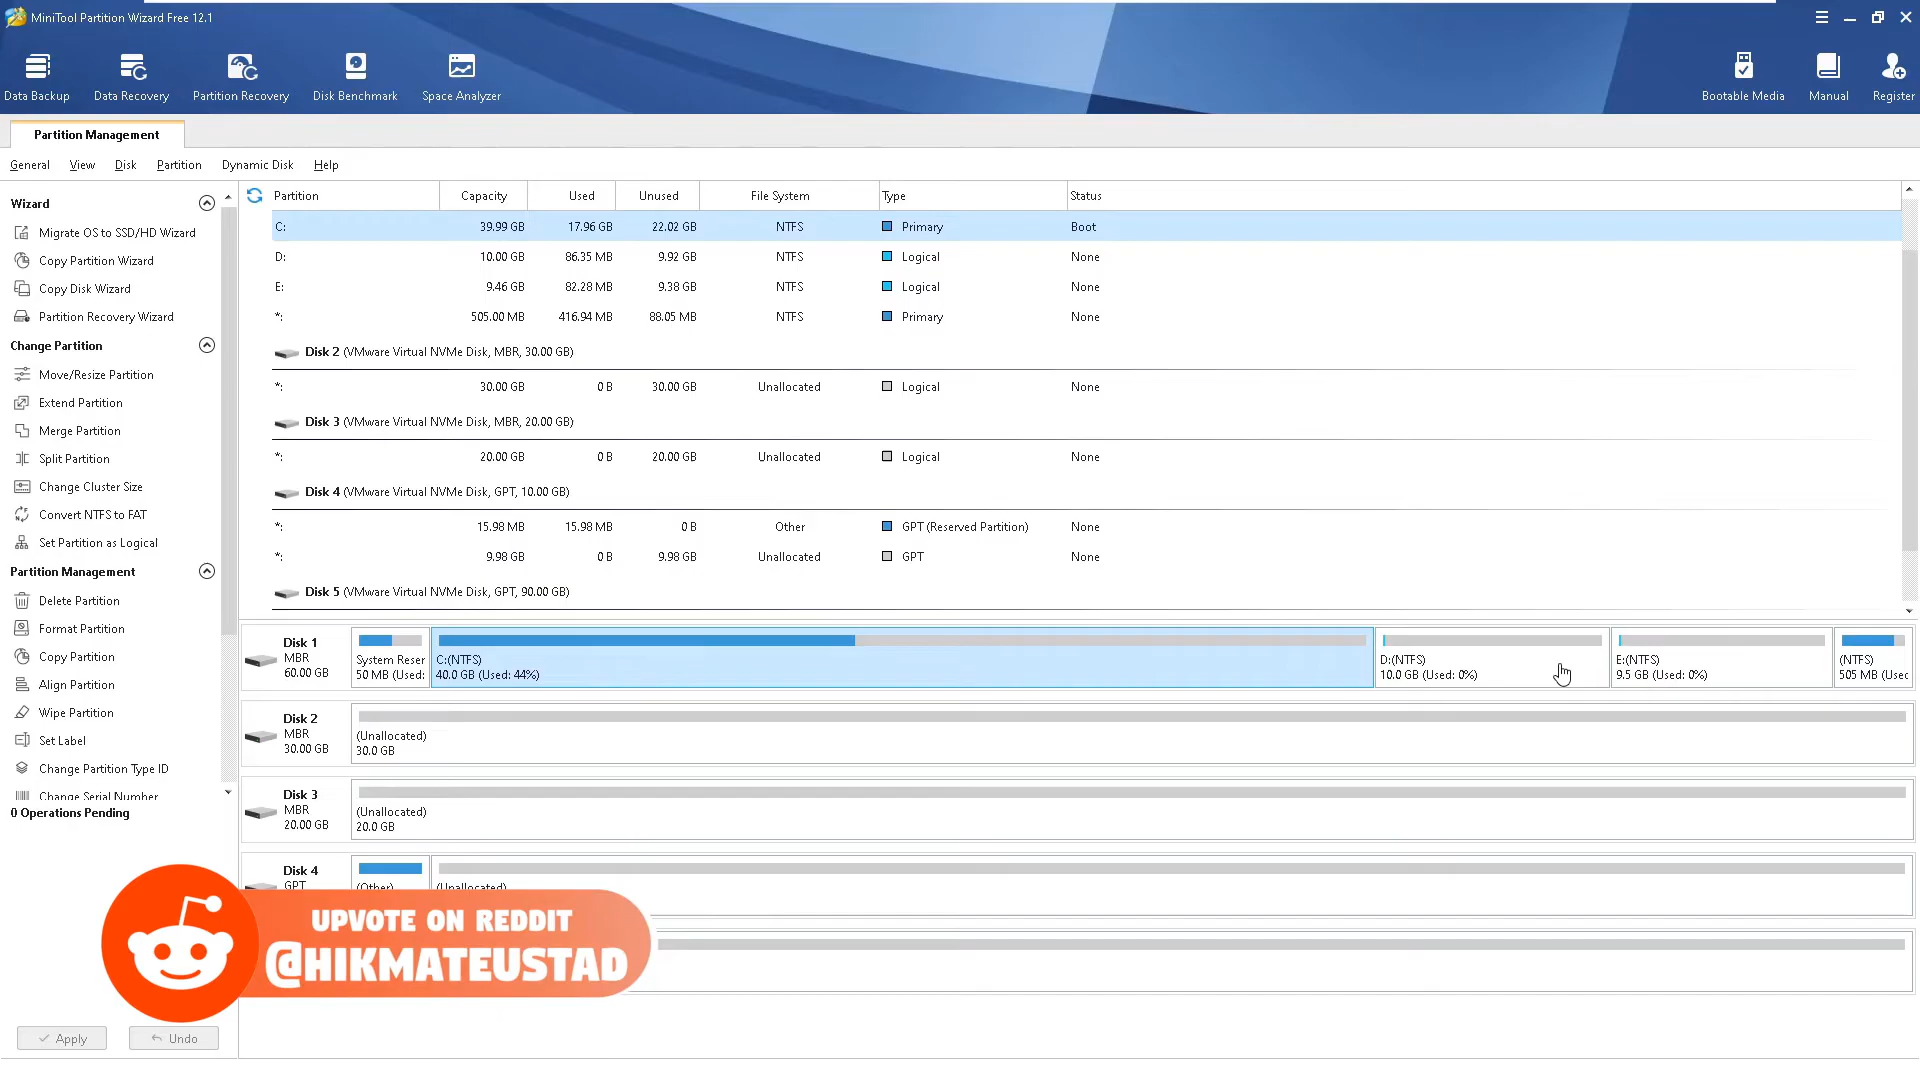 MiniTool Partition Wizard Free 12.1
Data Backup
Data Recovery
Partition Recovery
Disk Benchmark
Space Analyzer
Bootable Media
Manual
Register
Partition Management
General View Disk Partition Dynamic Disk Help
Wizard
Migrate OS to SSD/HD Wizard
Copy Partition Wizard
Copy Disk Wizard
Partition Recovery Wizard
Change Partition
Move/Resize Partition
Extend Partition
Merge Partition
Split Partition
Change Cluster Size
Convert NTFS to FAT
Set Partition as Logical
Partition Management
Delete Partition
Format Partition
Copy Partition
Align Partition
Wipe Partition
Set Label
Change Partition Type ID
Change Serial Number
0 Operations Pending
Apply
Undo
Partition Capacity Used Unused File System Type Status
C: 39.99 GB 17.96 GB 22.02 GB NTFS Primary Boot
D: 10.00 GB 86.35 MB 9.92 GB NTFS Logical None
E: 9.46 GB 82.28 MB 9.38 GB NTFS Logical None
*: 505.00 MB 416.94 MB 88.05 MB NTFS Primary None
Disk 2 (VMware Virtual NVMe Disk, MBR, 30.00 GB)
*: 30.00 GB 0 B 30.00 GB Unallocated Logical None
Disk 3 (VMware Virtual NVMe Disk, MBR, 20.00 GB)
*: 20.00 GB 0 B 20.00 GB Unallocated Logical None
Disk 4 (VMware Virtual NVMe Disk, GPT, 10.00 GB)
*: 15.98 MB 15.98 MB 0 B Other GPT (Reserved Partition) None
*: 9.98 GB 0 B 9.98 GB Unallocated GPT None
Disk 5 (VMware Virtual NVMe Disk, GPT, 90.00 GB)
Disk 1
MBR
60.00 GB
System Reser
50 MB (Used:
C:(NTFS)
40.0 GB (Used: 44%)
D:(NTFS)
10.0 GB (Used: 0%)
E:(NTFS)
9.5 GB (Used: 0%)
(NTFS)
505 MB (Usec
Disk 2
MBR
30.00 GB
(Unallocated)
30.0 GB
Disk 3
MBR
20.00 GB
(Unallocated)
20.0 GB
Disk 4
GPT
(Other)
(Unallocated)
UPVOTE ON REDDIT
@HIKMATEUSTAD